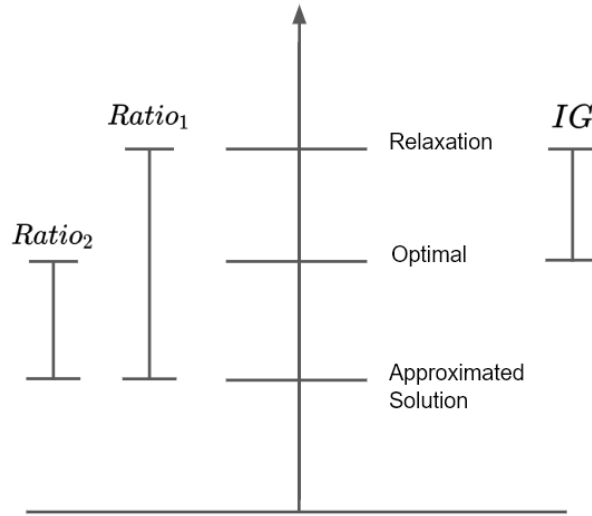 Ratio₁
IG
Relaxation
Ratio₂
Optimal
Approximated
Solution